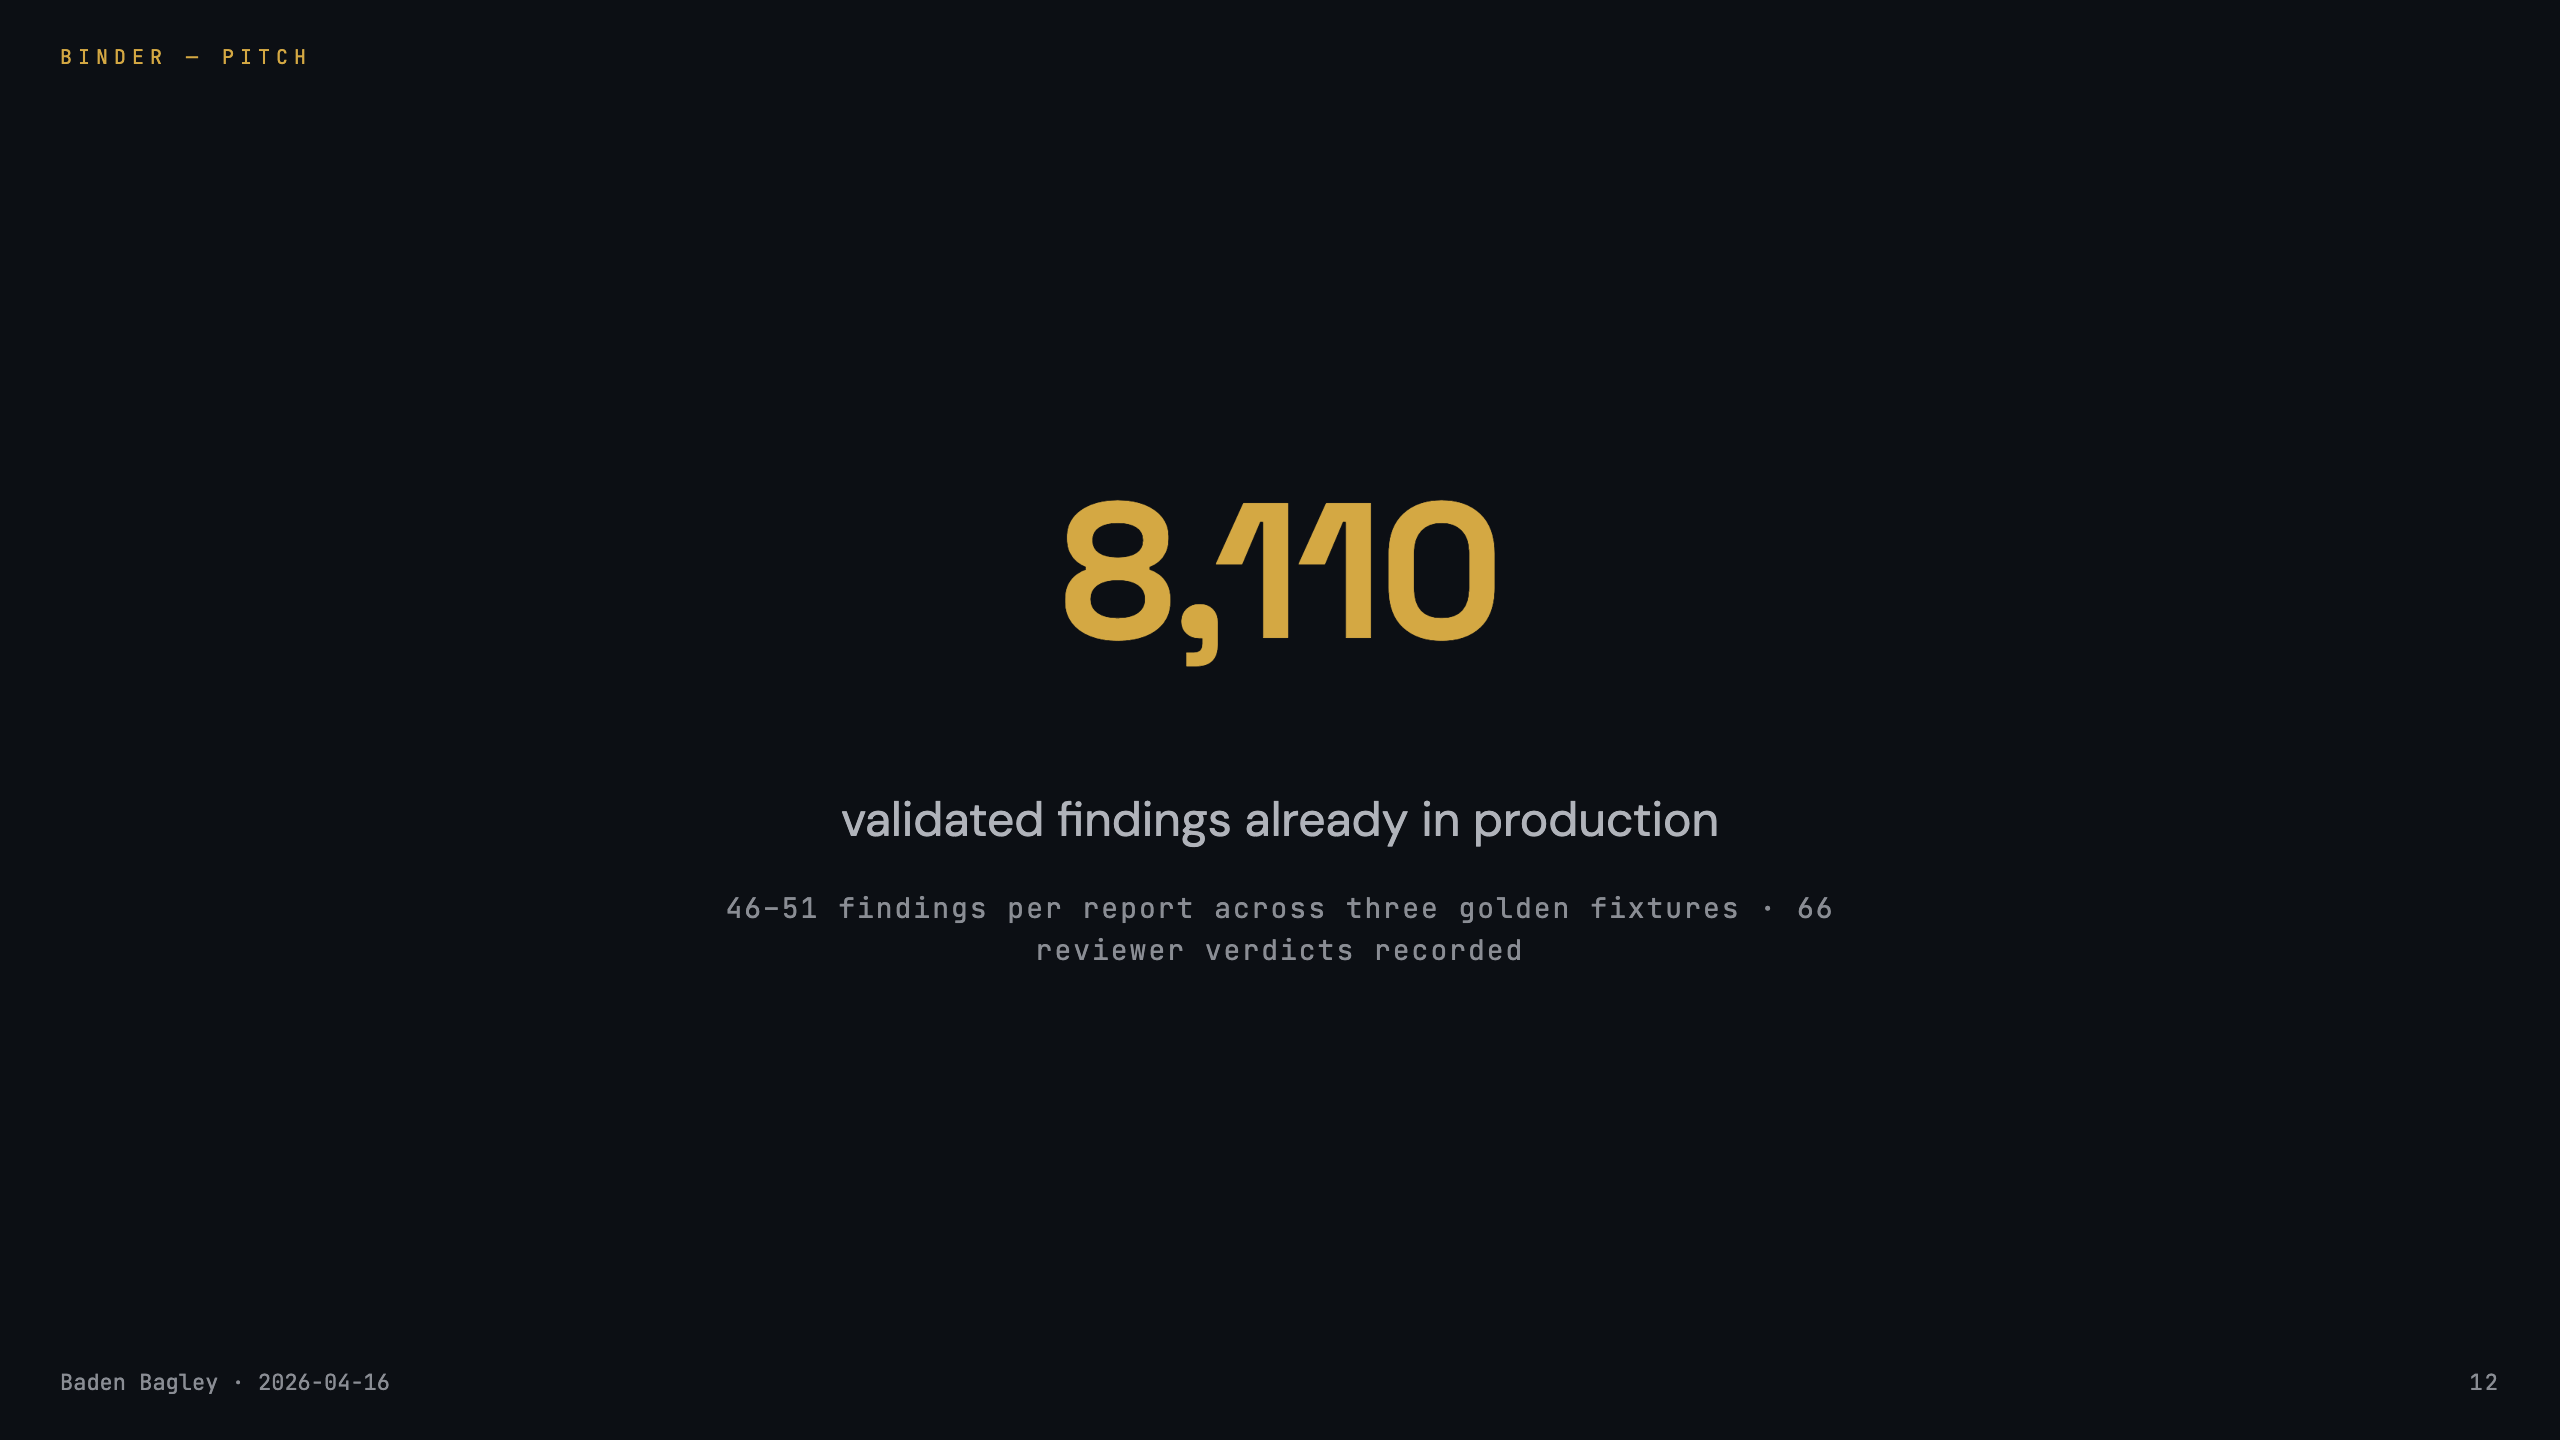 BINDER — PITCH
8,110
validated findings already in production
46–51 findings per report across three golden fixtures · 66
reviewer verdicts recorded
Baden Bagley · 2026-04-16
12